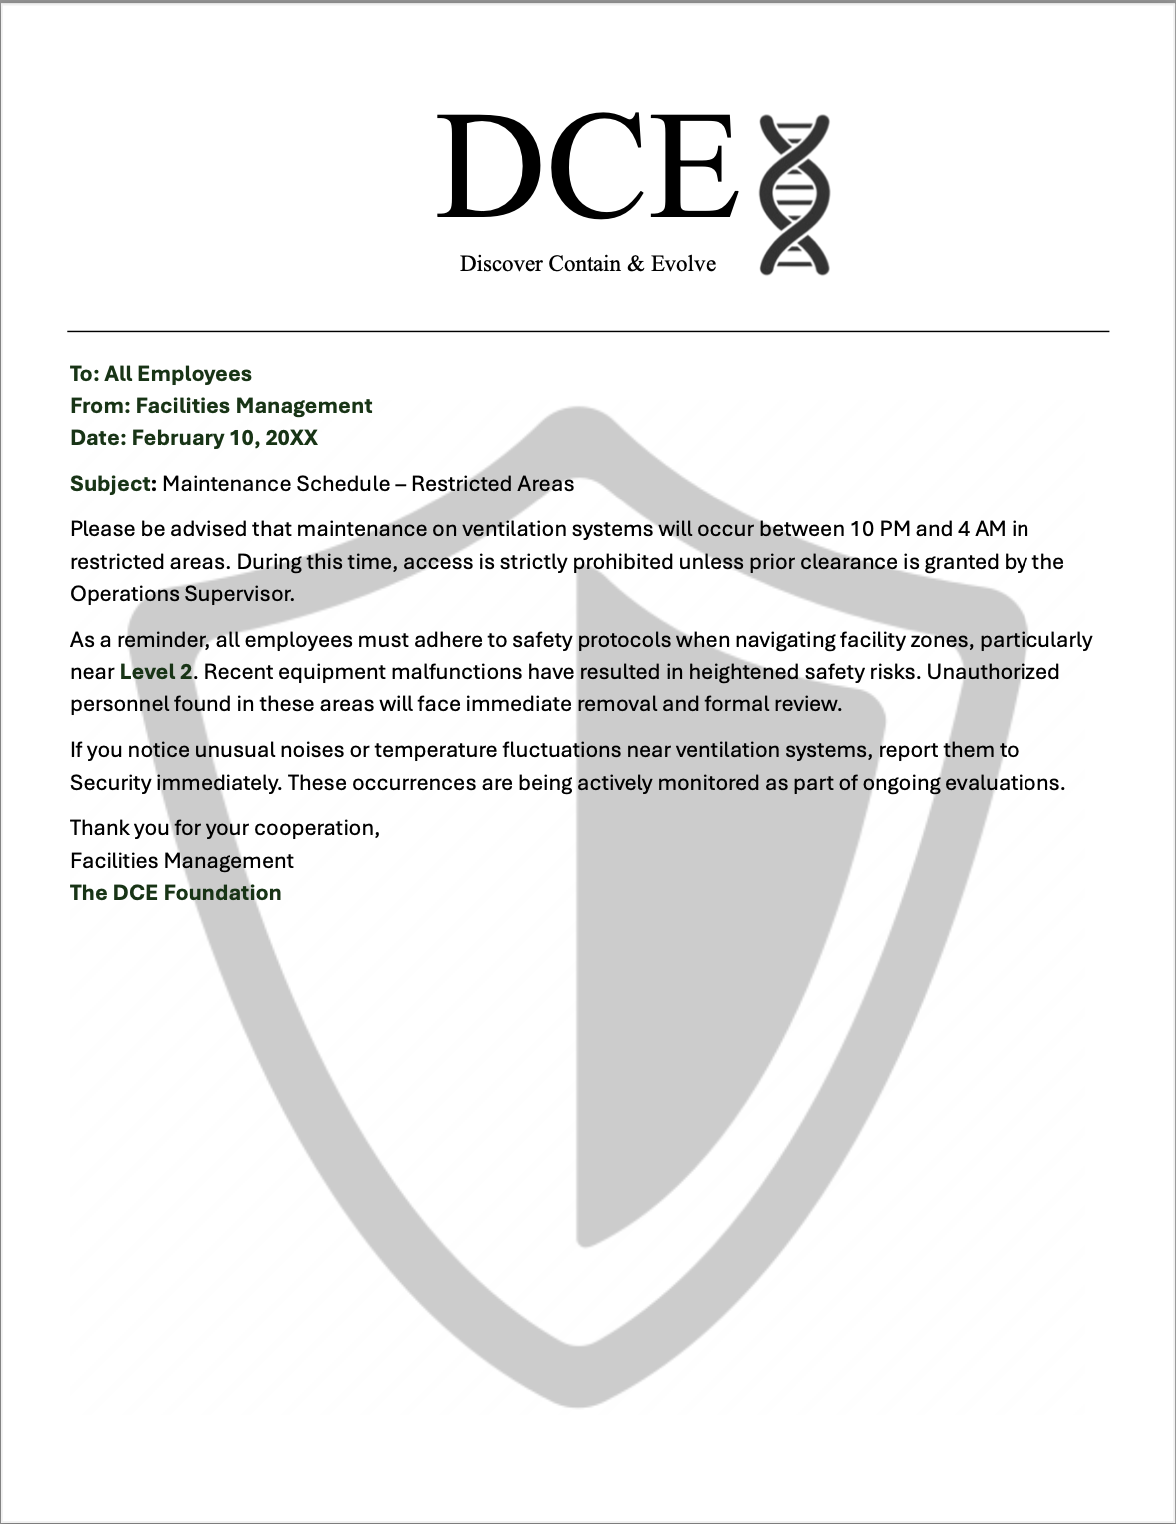 DCE
Discover Contain & Evolve
To: All Employees
From: Facilities Management
Date: February 10, 20XX
Subject: Maintenance Schedule – Restricted Areas
Please be advised that maintenance on ventilation systems will occur between 10 PM and 4 AM in
restricted areas. During this time, access is strictly prohibited unless prior clearance is granted by the
Operations Supervisor.
As a reminder, all employees must adhere to safety protocols when navigating facility zones, particularly
near Level 2. Recent equipment malfunctions have resulted in heightened safety risks. Unauthorized
personnel found in these areas will face immediate removal and formal review.
If you notice unusual noises or temperature fluctuations near ventilation systems, report them to
Security immediately. These occurrences are being actively monitored as part of ongoing evaluations.
Thank you for your cooperation,
Facilities Management
The DCE Foundation